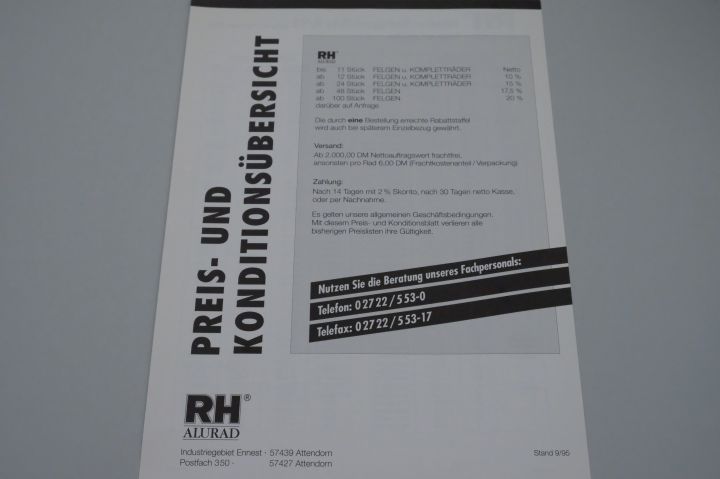 PREIS- UND
KONDITIONSÜBERSICHT
RH®
ALURAD
bis 11 Stück FELGEN u. KOMPLETTRÄDER Netto
ab 12 Stück FELGEN u. KOMPLETTRÄDER 10 %
ab 24 Stück FELGEN u. KOMPLETTRÄDER 15 %
ab 48 Stück FELGEN 17,5 %
ab 100 Stück FELGEN 20 %
darüber auf Anfrage
Die durch eine Bestellung erreichte Rabattstaffel
wird auch bei späterem Einzelbezug gewährt.
Versand:
Ab 2.000,00 DM Nettoauftragswert frachtfrei,
ansonsten pro Rad 6,00 DM (Frachtkostenanteil / Verpackung)
Zahlung:
Nach 14 Tagen mit 2 % Skonto, nach 30 Tagen netto Kasse,
oder per Nachnahme.
Es gelten unsere allgemeinen Geschäftsbedingungen.
Mit diesem Preis- und Konditionsblatt verlieren alle
bisherigen Preislisten ihre Gültigkeit.
Nutzen Sie die Beratung unseres Fachpersonals:
Telefon: 0 27 22 / 5 53-0
Telefax: 0 27 22 / 5 53-17
RH®
ALURAD
Industriegebiet Ennest · 57439 Attendorn
Postfach 350 · 57427 Attendorn
Stand 9/95